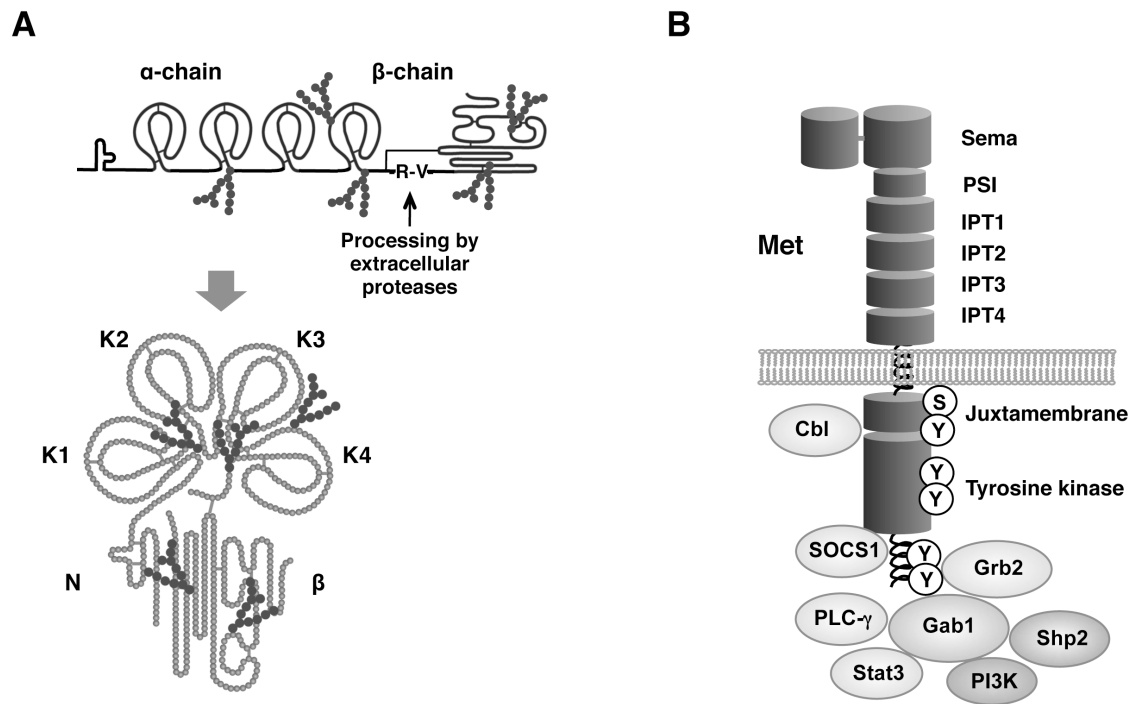 A
α-chain
β-chain
R-V
Processing by
extracellular
proteases
K2
K3
K1
K4
N
β
B
Sema
PSI
IPT1
Met
IPT2
IPT3
IPT4
S
Juxtamembrane
Cbl
Y
Y
Tyrosine kinase
Y
SOCS1
Y
Grb2
Y
PLC-γ
Gab1
Shp2
Stat3
PI3K